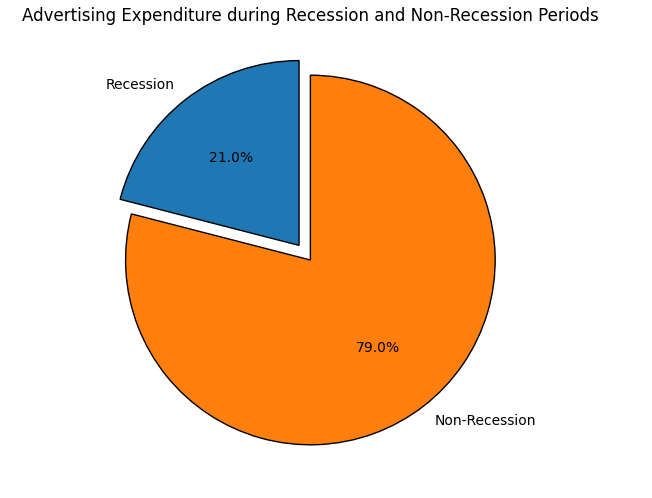 Advertising Expenditure during Recession and Non-Recession Periods
Recession
21.0%
79.0%
Non-Recession